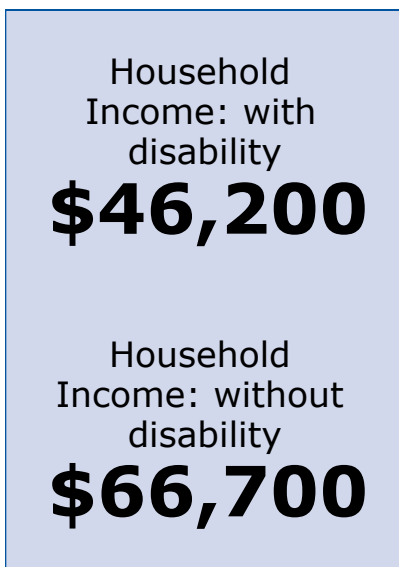 Household
Income: with
disability
$46,200
Household
Income: without
disability
$66,700